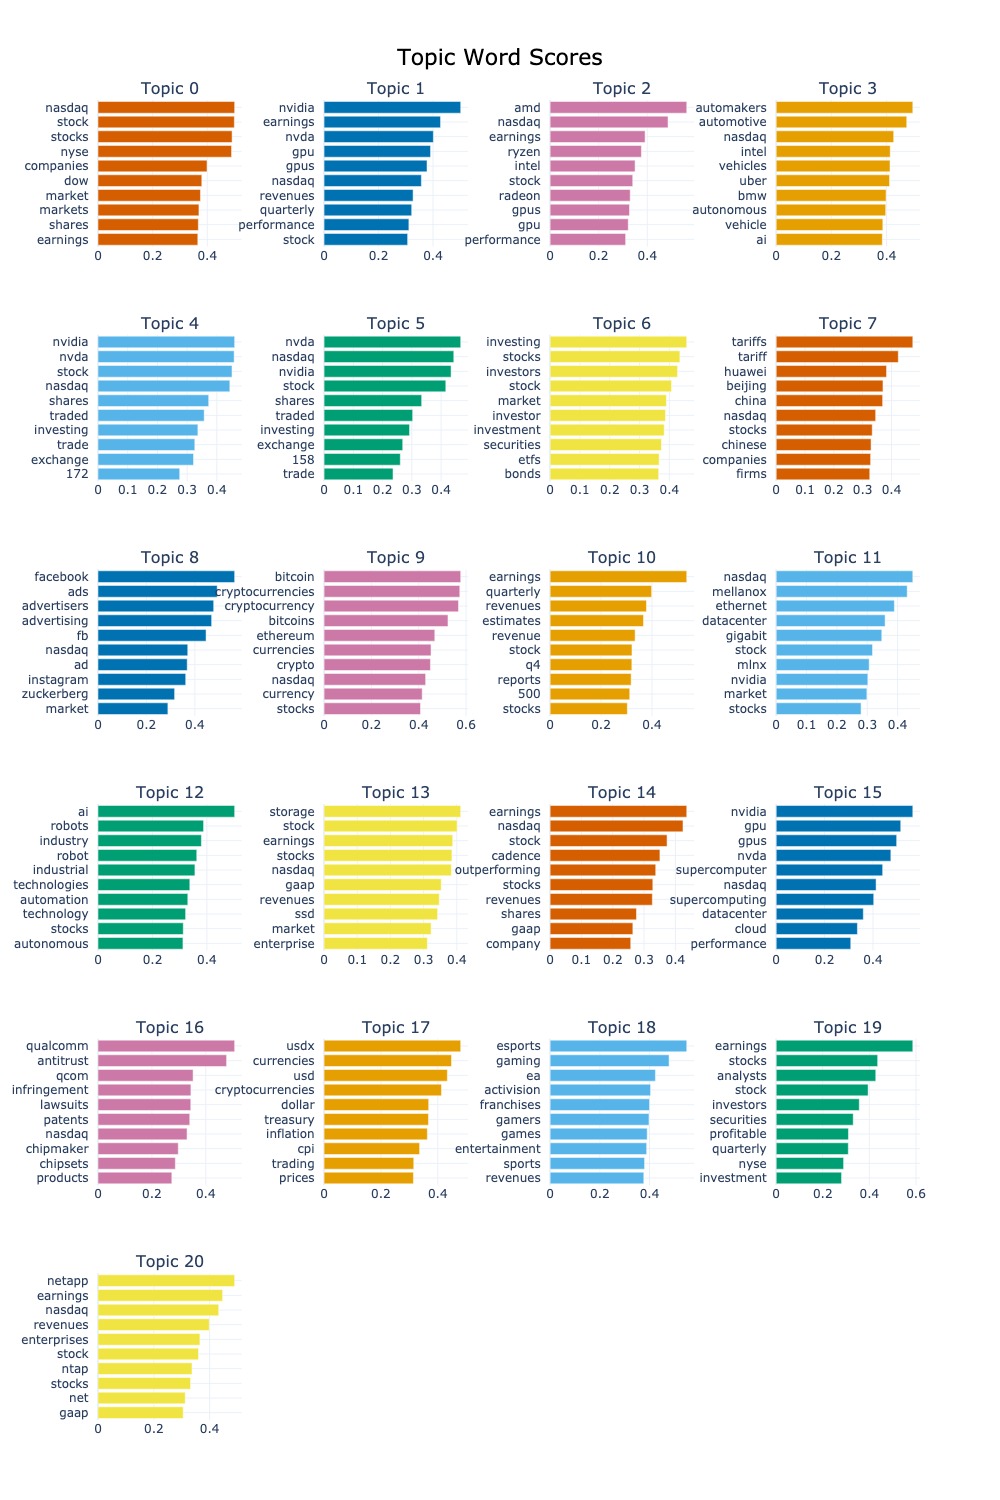 Topic Word Scores
Topic 0
nasdaq
stock
stocks
nyse
companies
dow
market
markets
shares
earnings
0 0.2 0.4
Topic 1
nvidia
earnings
nvda
gpu
gpus
nasdaq
revenues
quarterly
performance
stock
0 0.2 0.4
Topic 2
amd
nasdaq
earnings
ryzen
intel
stock
radeon
gpus
gpu
performance
0 0.2 0.4
Topic 3
automakers
automotive
nasdaq
intel
vehicles
uber
bmw
autonomous
vehicle
ai
0 0.2 0.4
Topic 4
nvidia
nvda
stock
nasdaq
shares
traded
investing
trade
exchange
172
0 0.1 0.2 0.3 0.4
Topic 5
nvda
nasdaq
nvidia
stock
shares
traded
investing
exchange
158
trade
0 0.1 0.2 0.3 0.4
Topic 6
investing
stocks
investors
stock
market
investor
investment
securities
etfs
bonds
0 0.1 0.2 0.3 0.4
Topic 7
tariffs
tariff
huawei
beijing
china
nasdaq
stocks
chinese
companies
firms
0 0.1 0.2 0.3 0.4
Topic 8
facebook
ads
advertisers
advertising
fb
nasdaq
ad
instagram
zuckerberg
market
0 0.2 0.4
Topic 9
bitcoin
cryptocurrencies
cryptocurrency
bitcoins
ethereum
currencies
crypto
nasdaq
currency
stocks
0 0.2 0.4 0.6
Topic 10
earnings
quarterly
revenues
estimates
revenue
stock
q4
reports
500
stocks
0 0.2 0.4
Topic 11
nasdaq
mellanox
ethernet
datacenter
gigabit
stock
mlnx
nvidia
market
stocks
0 0.1 0.2 0.3 0.4
Topic 12
ai
robots
industry
robot
industrial
technologies
automation
technology
stocks
autonomous
0 0.2 0.4
Topic 13
storage
stock
earnings
stocks
nasdaq
gaap
revenues
ssd
market
enterprise
0 0.1 0.2 0.3 0.4
Topic 14
earnings
nasdaq
stock
cadence
outperforming
stocks
revenues
shares
gaap
company
0 0.1 0.2 0.3 0.4
Topic 15
nvidia
gpu
gpus
nvda
supercomputer
nasdaq
supercomputing
datacenter
cloud
performance
0 0.2 0.4
Topic 16
qualcomm
antitrust
qcom
infringement
lawsuits
patents
nasdaq
chipmaker
chipsets
products
0 0.2 0.4
Topic 17
usdx
currencies
usd
cryptocurrencies
dollar
treasury
inflation
cpi
trading
prices
0 0.2 0.4
Topic 18
esports
gaming
ea
activision
franchises
gamers
games
entertainment
sports
revenues
0 0.2 0.4
Topic 19
earnings
stocks
analysts
stock
investors
securities
profitable
quarterly
nyse
investment
0 0.2 0.4 0.6
Topic 20
netapp
earnings
nasdaq
revenues
enterprises
stock
ntap
stocks
net
gaap
0 0.2 0.4